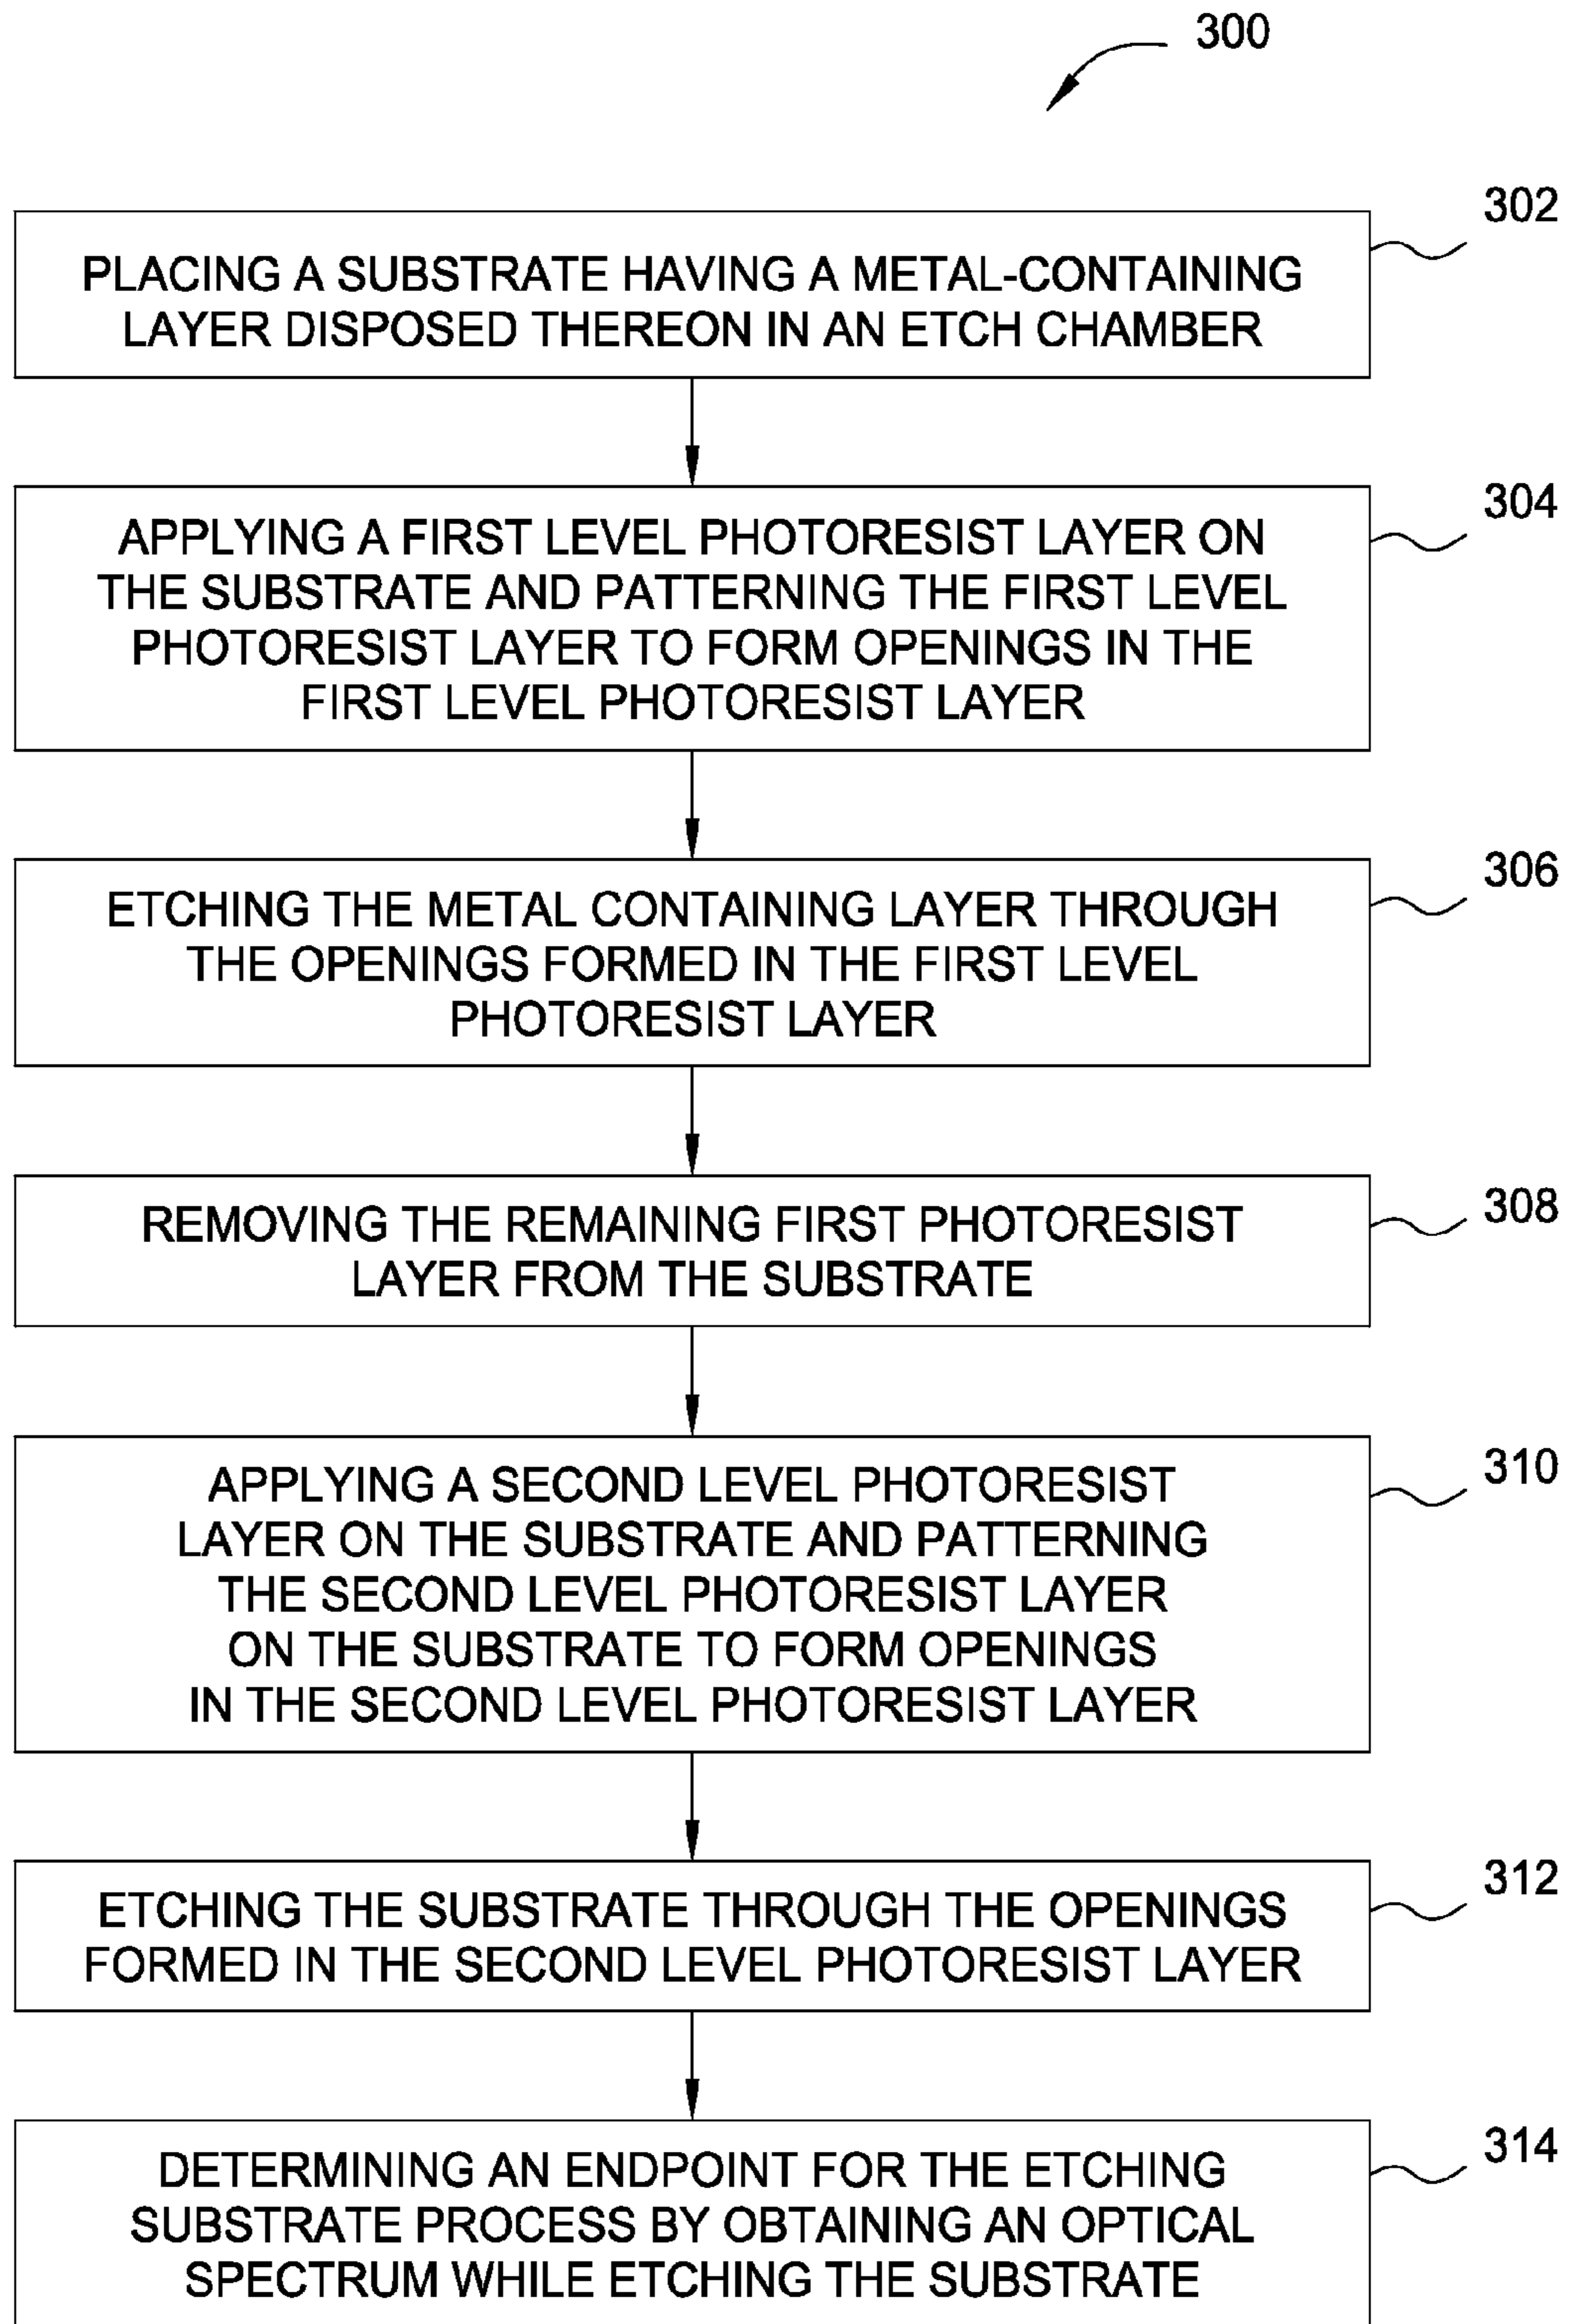 300
302
PLACING A SUBSTRATE HAVING A METAL-CONTAINING
LAYER DISPOSED THEREON IN AN ETCH CHAMBER
304
APPLYING A FIRST LEVEL PHOTORESIST LAYER ON
THE SUBSTRATE AND PATTERNING THE FIRST LEVEL
PHOTORESIST LAYER TO FORM OPENINGS IN THE
FIRST LEVEL PHOTORESIST LAYER
306
ETCHING THE METAL CONTAINING LAYER THROUGH
THE OPENINGS FORMED IN THE FIRST LEVEL
PHOTORESIST LAYER
308
REMOVING THE REMAINING FIRST PHOTORESIST
LAYER FROM THE SUBSTRATE
310
APPLYING A SECOND LEVEL PHOTORESIST
LAYER ON THE SUBSTRATE AND PATTERNING
THE SECOND LEVEL PHOTORESIST LAYER
ON THE SUBSTRATE TO FORM OPENINGS
IN THE SECOND LEVEL PHOTORESIST LAYER
312
ETCHING THE SUBSTRATE THROUGH THE OPENINGS
FORMED IN THE SECOND LEVEL PHOTORESIST LAYER
314
DETERMINING AN ENDPOINT FOR THE ETCHING
SUBSTRATE PROCESS BY OBTAINING AN OPTICAL
SPECTRUM WHILE ETCHING THE SUBSTRATE